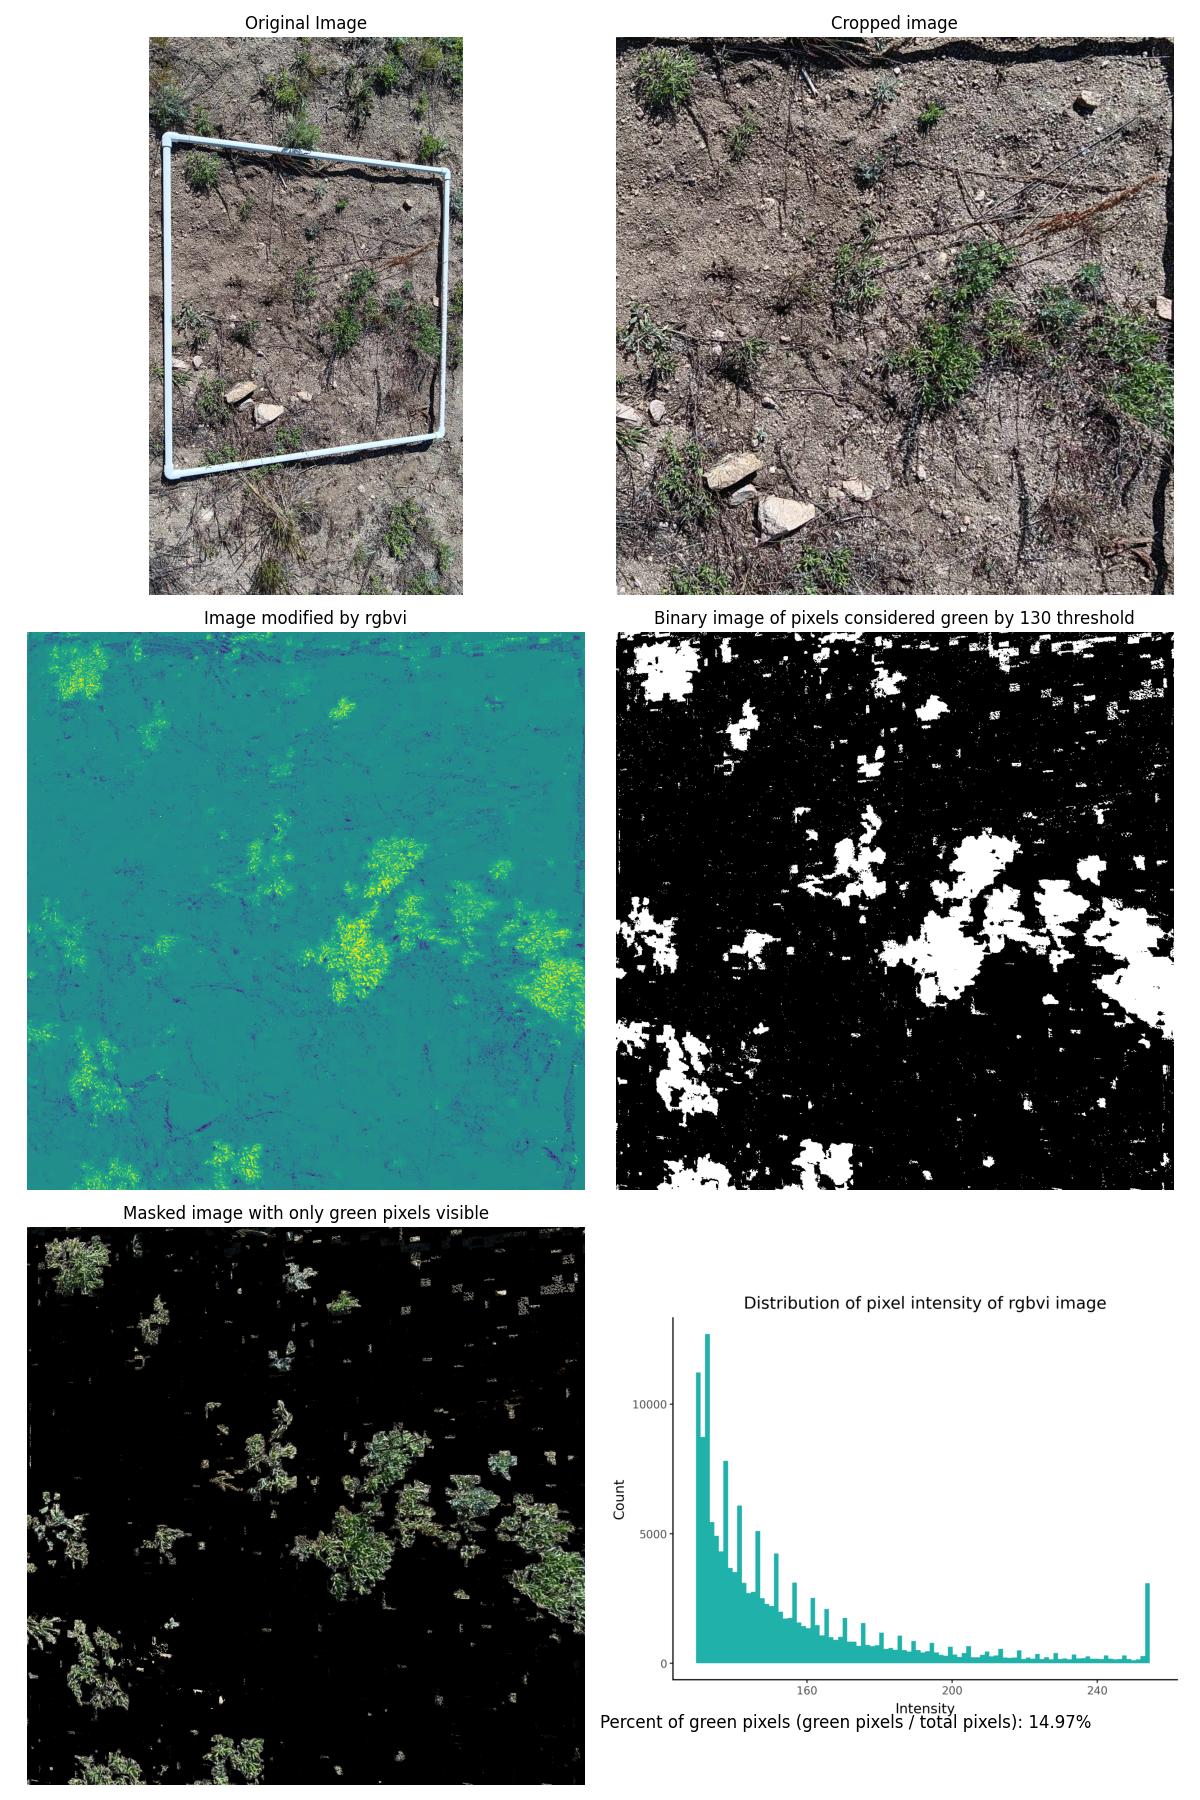 Original Image
Cropped image
Image modified by rgbvi
Binary image of pixels considered green by 130 threshold
Masked image with only green pixels visible
Distribution of pixel intensity of rgbvi image
Count
10000
5000
0
160
200
240
Intensity
Percent of green pixels (green pixels / total pixels): 14.97%